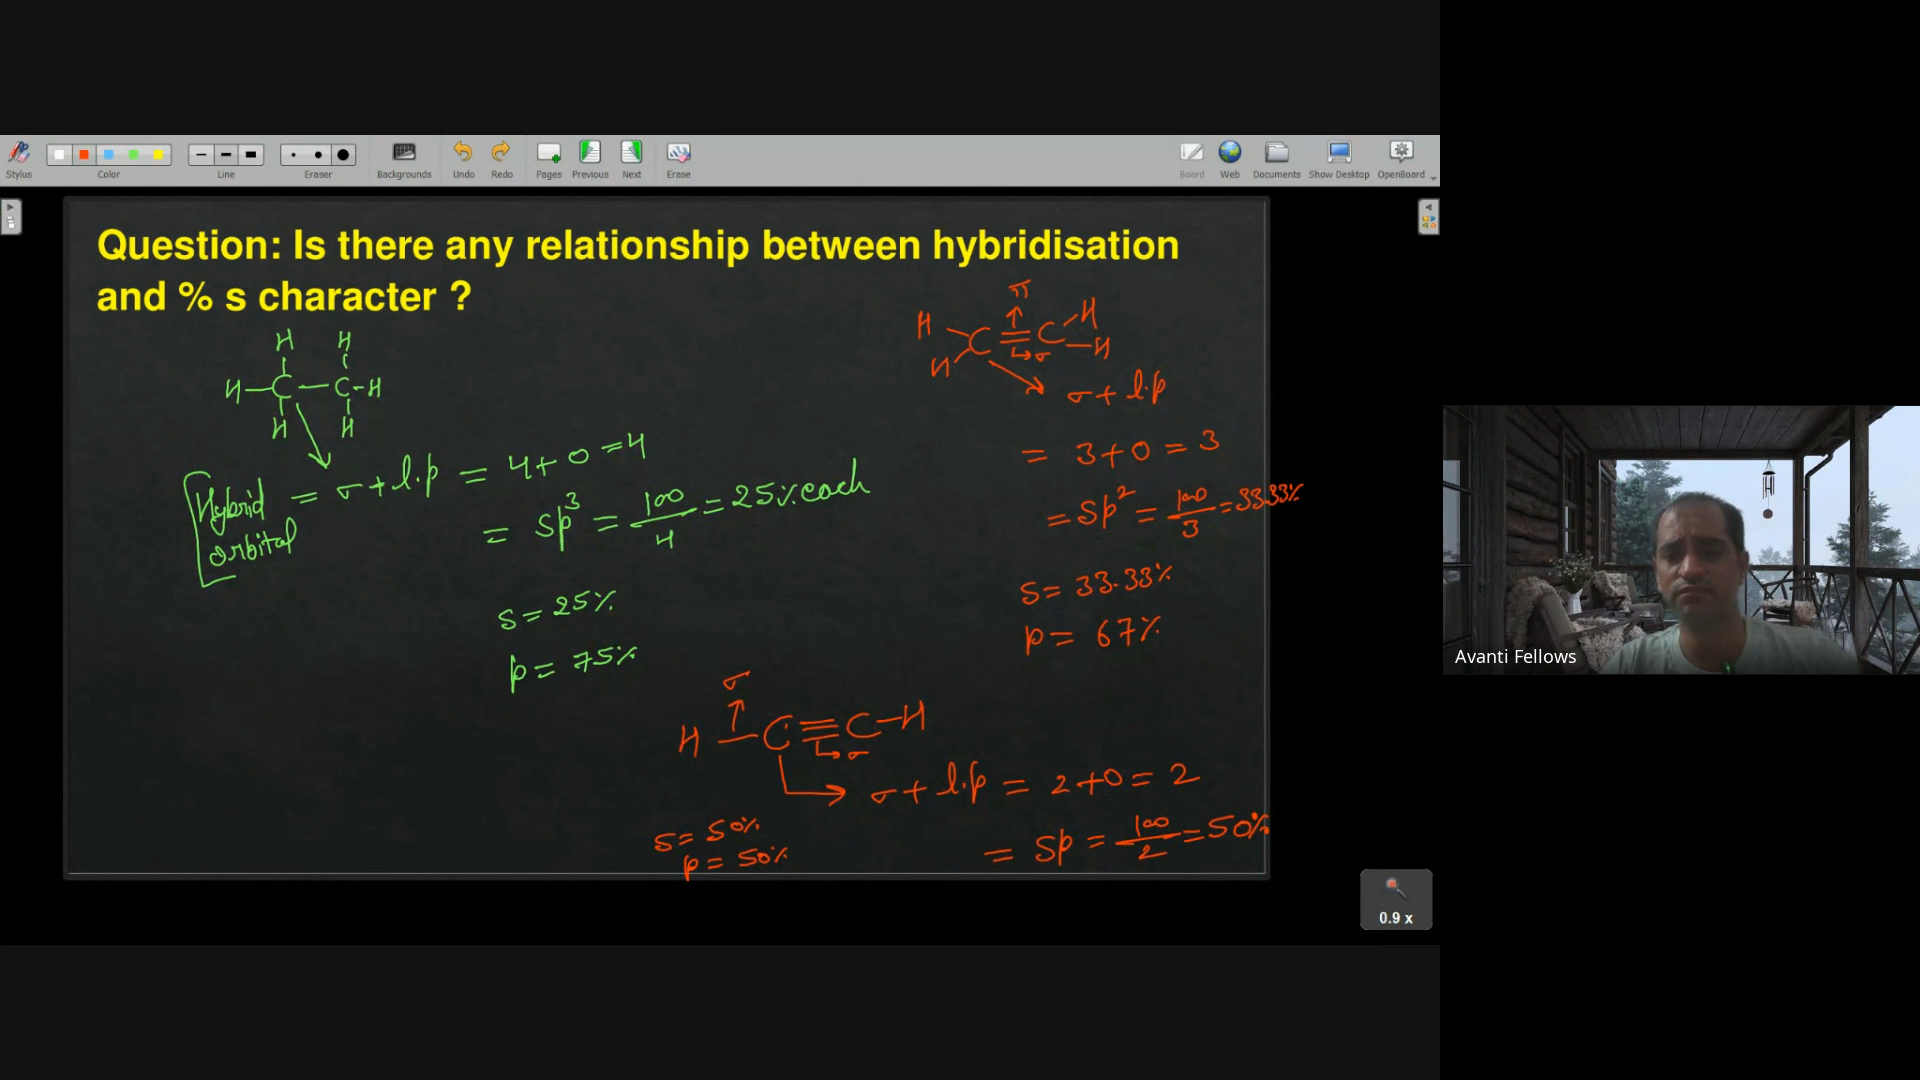 Stylus
Color
Line
Eraser
Backgrounds
Undo
Redo
Pages
Previous
Next
Erase
Board
Web
Documents
Show Desktop
OpenBoard
Question: Is there any relationship between hybridisation
and % s character ?
H H
H-C-C-H
H H
Hybrid orbital = σ + l.p = 4+0 = 4
= sp³ = 100/4 = 25% each
s = 25%
p = 75%
π
H C=C H
H σ H
σ + l.p
= 3+0 = 3
= sp² = 100/3 = 33.33%
s = 33.33%
p = 67%
σ
H-C≡C-H
σ
σ + l.p = 2+0 = 2
= sp = 100/2 = 50%
s = 50%
p = 50%
Avanti Fellows
0.9 x